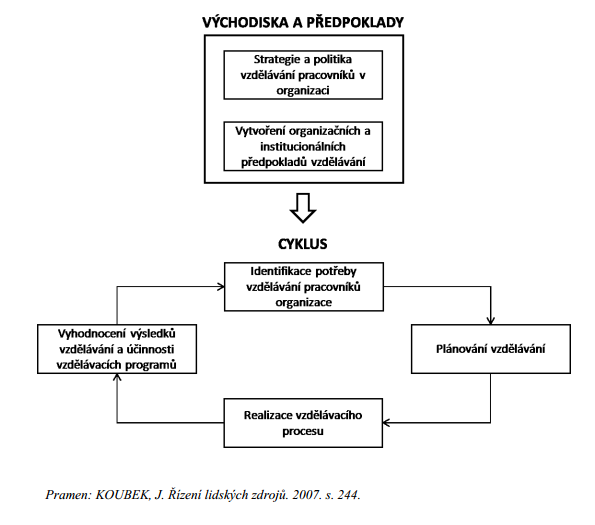 VÝCHODISKA A PŘEDPOKLADY
Strategie a politika
vzdělávání pracovníků v
organizaci
Vytvoření organizačních a
institucionálních
předpokladů vzdělávání
CYKLUS
Identifikace potřeby
vzdělávání pracovníků
organizace
Vyhodnocení výsledků
vzdělávání a účinnosti
vzdělávacích programů
Plánování vzdělávání
Realizace vzdělávacího
procesu
Pramen: KOUBEK, J. Řízení lidských zdrojů. 2007. s. 244.